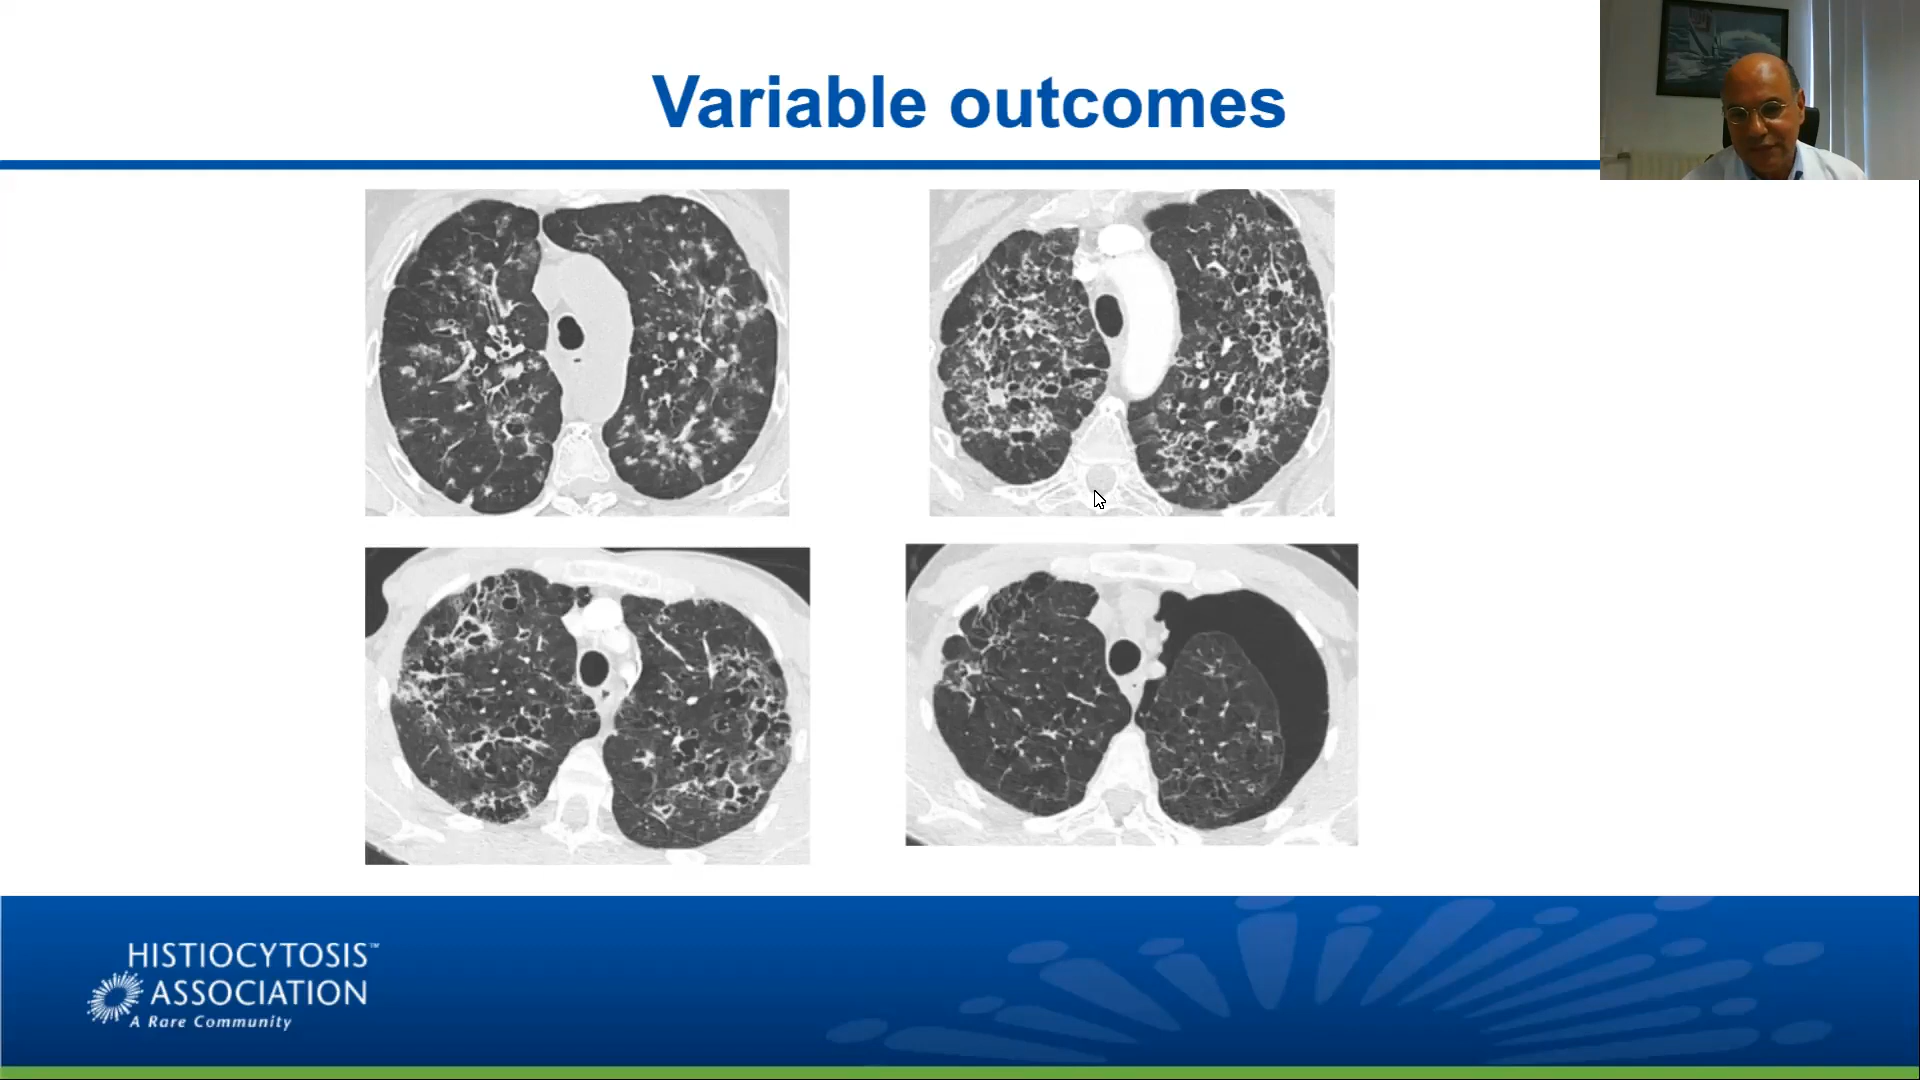 Variable outcomes
HISTIOCYTOSIS™
ASSOCIATION
A Rare Community